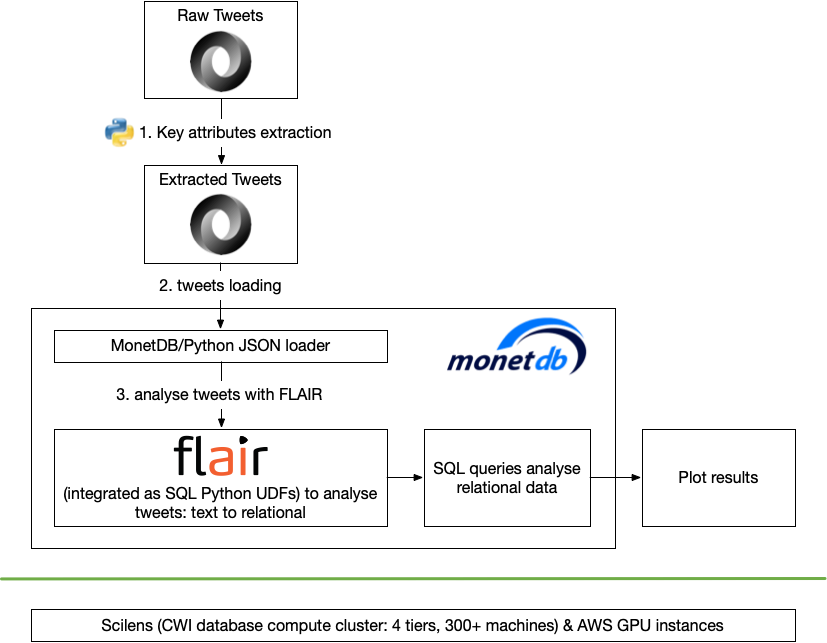 Raw Tweets
1. Key attributes extraction
Extracted Tweets
2. tweets loading
MonetDB/Python JSON loader
monetdb
3. analyse tweets with FLAIR
flair
(integrated as SQL Python UDFs) to analyse
tweets: text to relational
SQL queries analyse
relational data
Plot results
Scilens (CWI database compute cluster: 4 tiers, 300+ machines) & AWS GPU instances